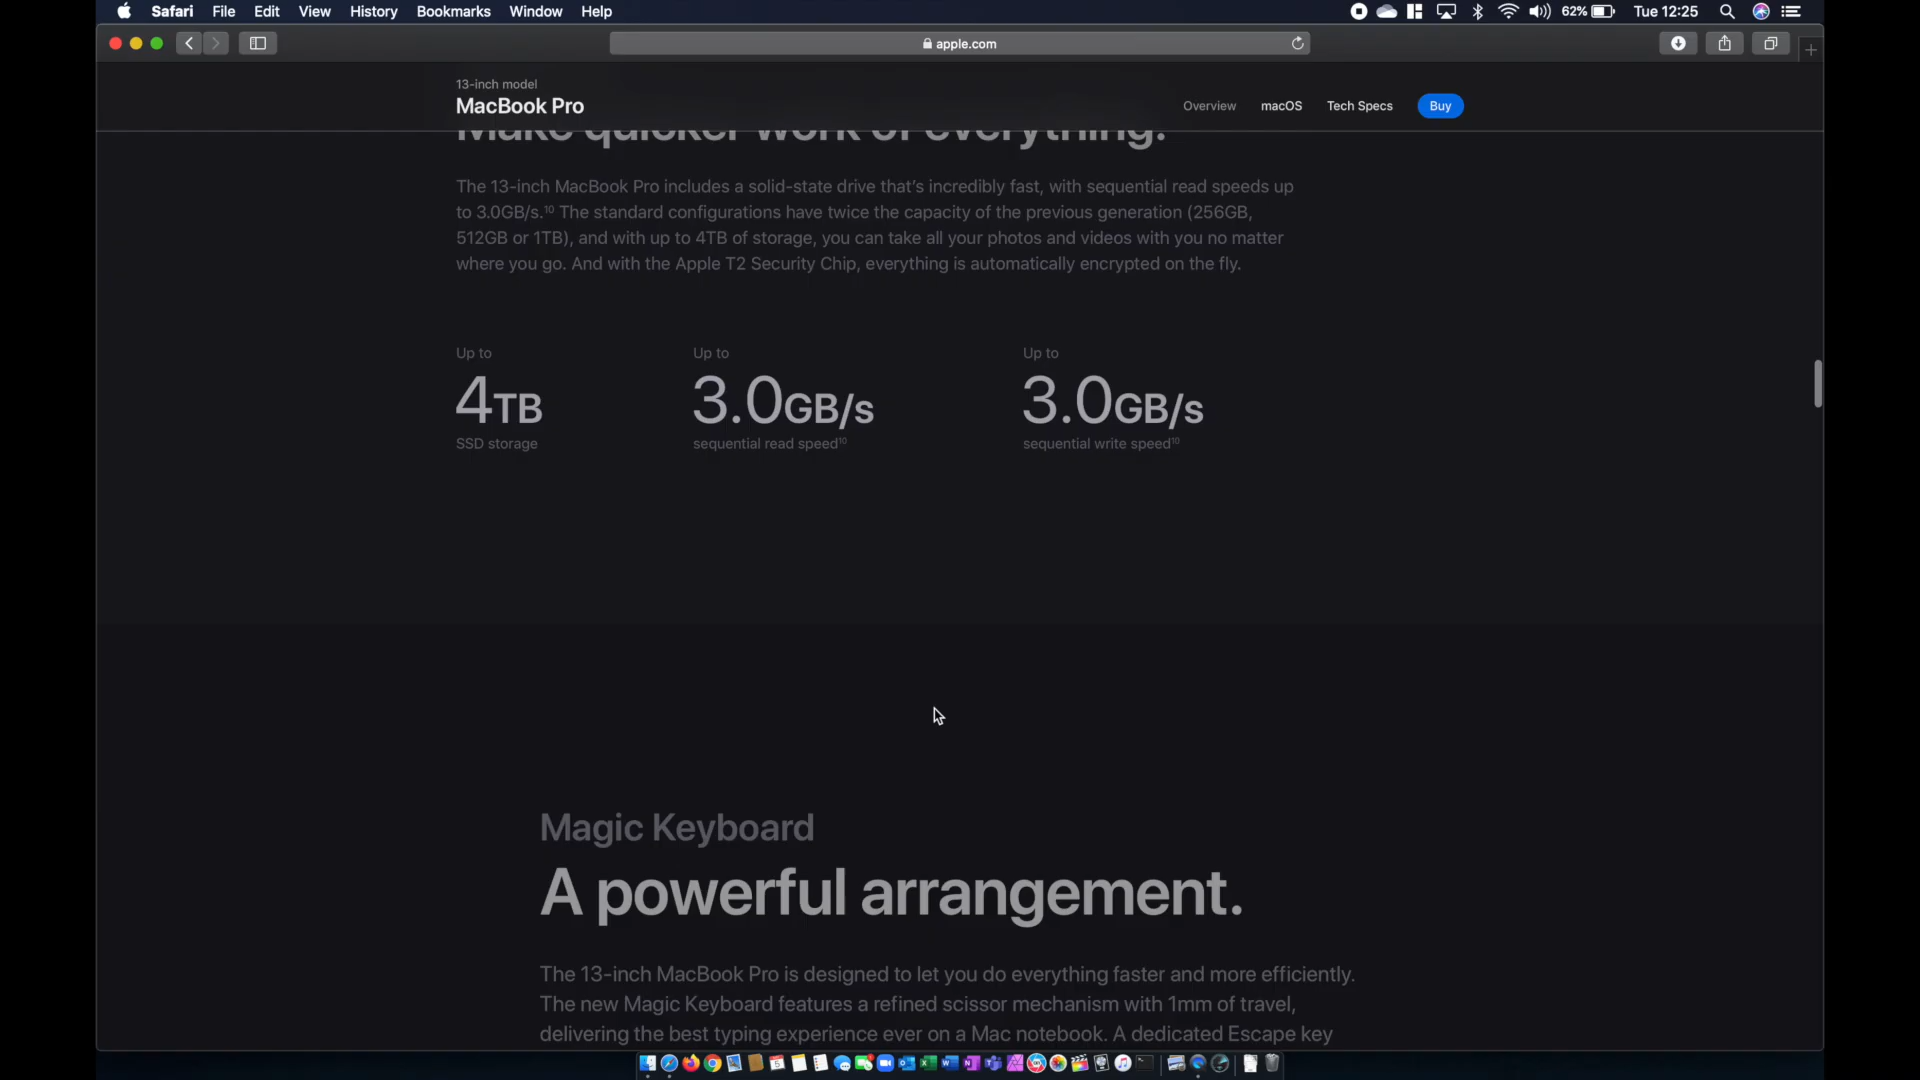 Safari File Edit View History Bookmarks Window Help 62% Tue 12:25
apple.com
13-inch model
MacBook Pro
Overview macOS Tech Specs Buy
Make quicker work of everything.
The 13-inch MacBook Pro includes a solid-state drive that's incredibly fast, with sequential read speeds up
to 3.0GB/s.10 The standard configurations have twice the capacity of the previous generation (256GB,
512GB or 1TB), and with up to 4TB of storage, you can take all your photos and videos with you no matter
where you go. And with the Apple T2 Security Chip, everything is automatically encrypted on the fly.
Up to Up to Up to
4TB 3.0GB/s 3.0GB/s
SSD storage sequential read speed10 sequential write speed10
Magic Keyboard
A powerful arrangement.
The 13-inch MacBook Pro is designed to let you do everything faster and more efficiently.
The new Magic Keyboard features a refined scissor mechanism with 1mm of travel,
delivering the best typing experience ever on a Mac notebook. A dedicated Escape key